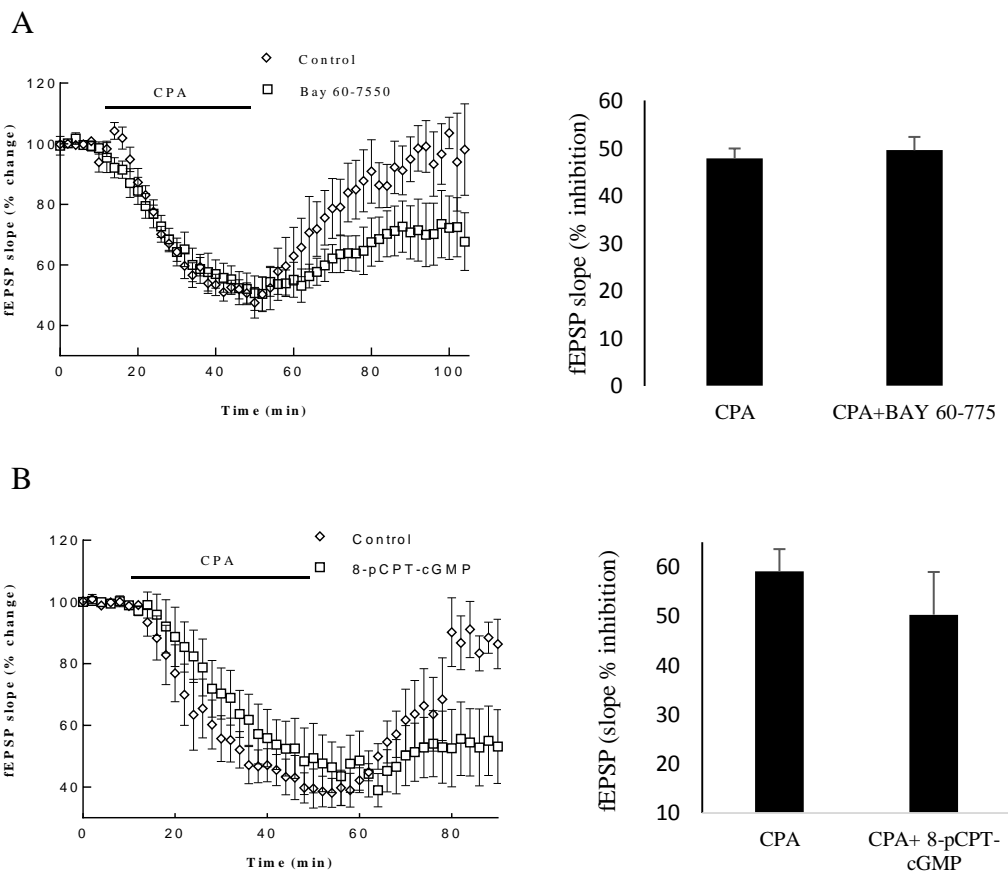 A
Control
Bay 60-7550
CPA
120
100
80
60
40
0
20
40
60
80
100
fEPSP slope (% change)
Time (min)
60
50
40
30
20
10
0
fEPSP slope (% inhibition)
CPA
CPA+BAY 60-775
B
Control
8-pCPT-cGMP
CPA
120
100
80
60
40
0
20
40
60
80
fEPSP slope (% change)
Time (min)
60
50
40
30
20
10
fEPSP (slope % inhibition)
CPA
CPA+ 8-pCPT-
cGMP